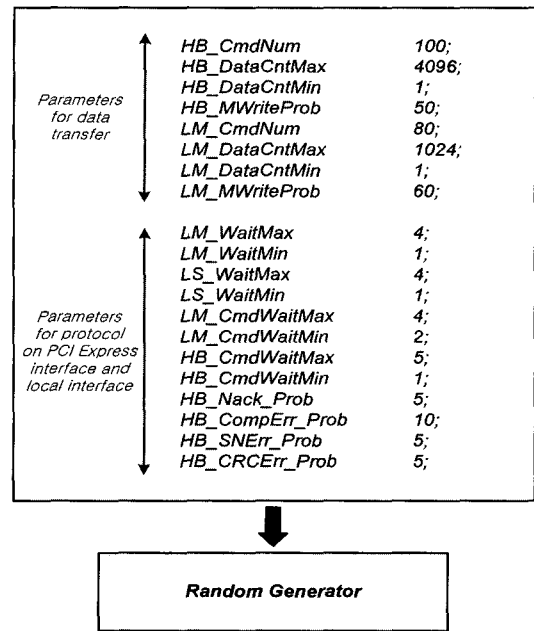 Parameters
for data
transfer
HB_CmdNum 100;
HB_DataCntMax 4096;
HB_DataCntMin 1;
HB_MWriteProb 50;
LM_CmdNum 80;
LM_DataCntMax 1024;
LM_DataCntMin 1;
LM_MWriteProb 60;
Parameters
for protocol
on PCI Express
interface and
local interface
LM_WaitMax 4;
LM_WaitMin 1;
LS_WaitMax 4;
LS_WaitMin 1;
LM_CmdWaitMax 4;
LM_CmdWaitMin 2;
HB_CmdWaitMax 5;
HB_CmdWaitMin 1;
HB_Nack_Prob 5;
HB_CompErr_Prob 10;
HB_SNErr_Prob 5;
HB_CRCErr_Prob 5;
Random Generator